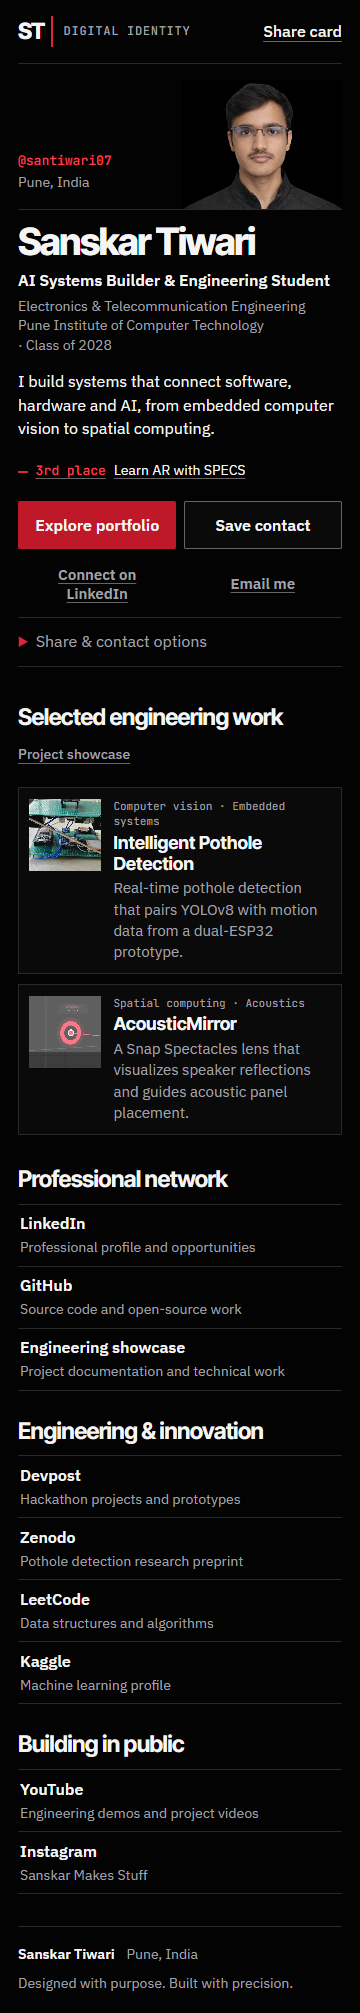 ST DIGITAL IDENTITY Share card
@santiwari07
Pune, India
Sanskar Tiwari
AI Systems Builder & Engineering Student
Electronics & Telecommunication Engineering
Pune Institute of Computer Technology
· Class of 2028
I build systems that connect software,
hardware and AI, from embedded computer
vision to spatial computing.
— 3rd place Learn AR with SPECS
Explore portfolio Save contact
Connect on
LinkedIn
Email me
▶ Share & contact options
Selected engineering work
Project showcase
Computer vision · Embedded
systems
Intelligent Pothole
Detection
Real-time pothole detection
that pairs YOLOv8 with motion
data from a dual-ESP32
prototype.
Spatial computing · Acoustics
AcousticMirror
A Snap Spectacles lens that
visualizes speaker reflections
and guides acoustic panel
placement.
Professional network
LinkedIn
Professional profile and opportunities
GitHub
Source code and open-source work
Engineering showcase
Project documentation and technical work
Engineering & innovation
Devpost
Hackathon projects and prototypes
Zenodo
Pothole detection research preprint
LeetCode
Data structures and algorithms
Kaggle
Machine learning profile
Building in public
YouTube
Engineering demos and project videos
Instagram
Sanskar Makes Stuff
Sanskar Tiwari Pune, India
Designed with purpose. Built with precision.